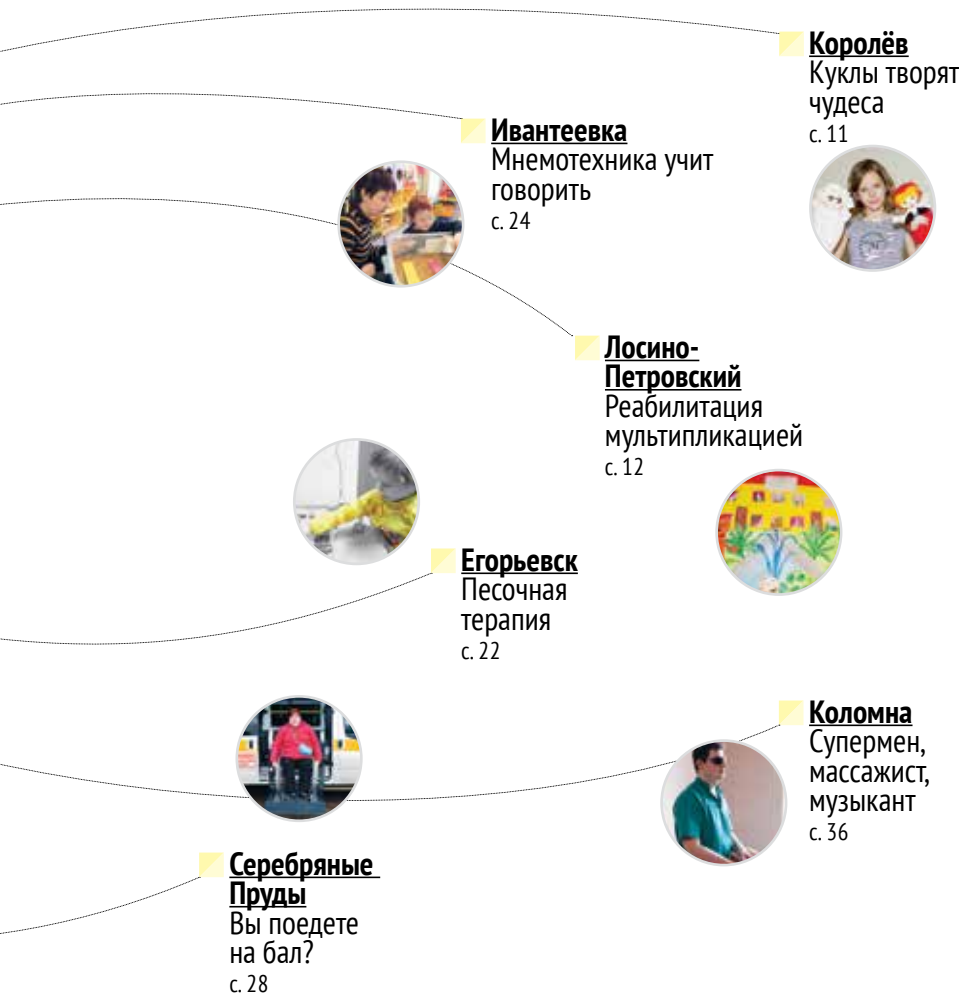 Королёв
Куклы творят
чудеса
с. 11
Ивантеевка
Мнемотехника учит
говорить
с. 24
Лосино-
Петровский
Реабилитация
мультипликацией
с. 12
Егорьевск
Песочная
терапия
с. 22
Коломна
Супермен,
массажист,
музыкант
с. 36
Серебряные
Пруды
Вы поедете
на бал?
с. 28